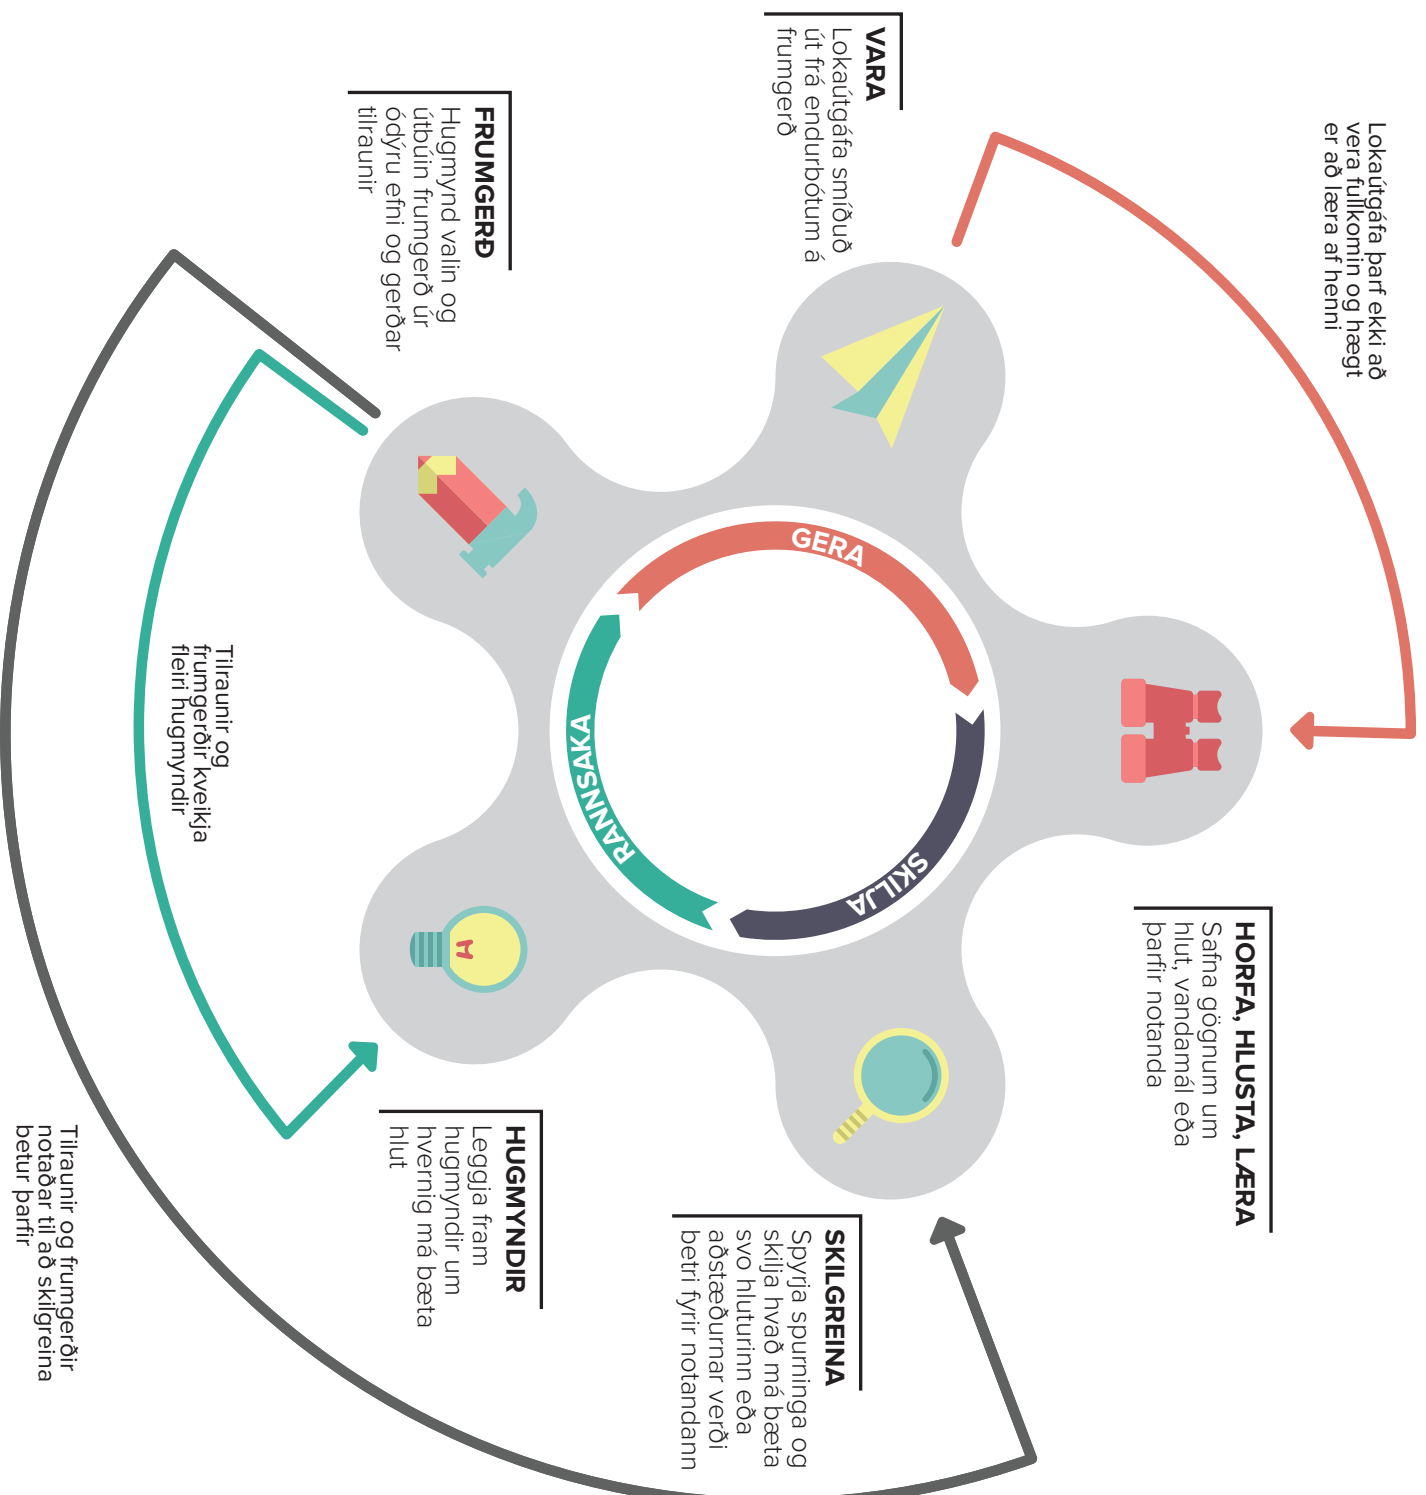 Lokaútgáfa þarf ekki að
vera fullkomin og hægt
er að læra af henni
VARA
Lokaútgáfa smíðuð
út frá endurbótum á
frumgerð
FRUMGERÐ
Hugmynd valin og
útbúin frumgerð úr
ódýru efni og gerðar
tilraunir
GERA
SKILJA
RANNSAKA
HORFA, HLUSTA, LÆRA
Safna gögnum um
hlut, vandamál eða
þarfir notanda
SKILGREINA
Spyrja spurninga og
skilja hvað má bæta
svo hluturinn eða
aðstæðurnar verði
betri fyrir notandann
HUGMYNDIR
Leggja fram
hugmyndir um
hvernig má bæta
hlut
Tilraunir og
frumgerðir kveikja
fleiri hugmyndir
Tilraunir og frumgerðir
notaðar til að skilgreina
betur þarfir